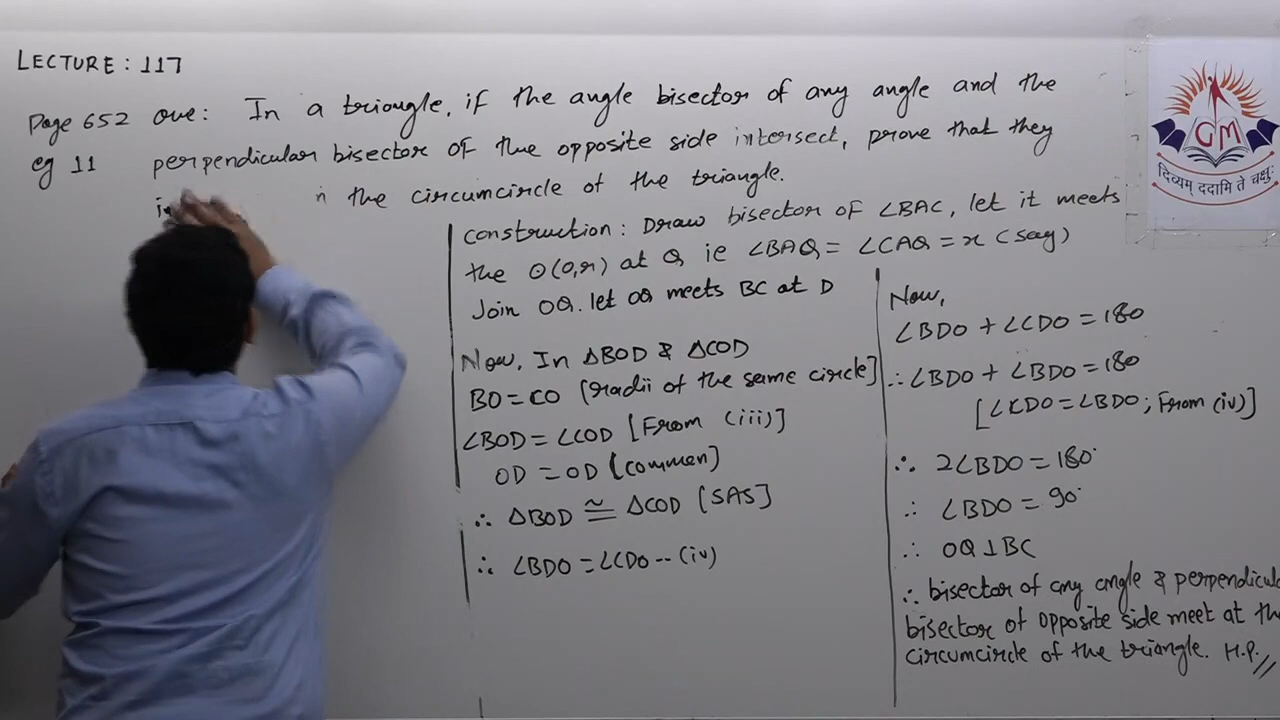 LECTURE : 117
Page 652 que: In a triangle, if the angle bisector of any angle and the
eg 11 perpendicular bisector of the opposite side intersect, prove that they
the circumcircle of the triangle.
construction: Draw bisector of ∠BAC, let it meets
the ⊙(O,r) at Q, ie ∠BAQ = ∠CAQ = x (say)
Join OQ. let OQ meets BC at D
Now, In ΔBOD & ΔCOD
BO = CO [radii of the same circle]
∠BOD = ∠COD [From (iii)]
OD = OD [common]
∴ ΔBOD ≅ ΔCOD [SAS]
∴ ∠BDO = ∠CDO -- (iv)
Now,
∠BDO + ∠CDO = 180
∴ ∠BDO + ∠BDO = 180
[∠CDO = ∠BDO; From (iv)]
∴ 2∠BDO = 180°
∴ ∠BDO = 90°
∴ OQ ⊥ BC
∴ bisector of any angle & perpendicula
bisector of opposite side meet at th
circumcircle of the triangle. H.P.//
GM
दिव्यम् ददामि ते चक्षुः